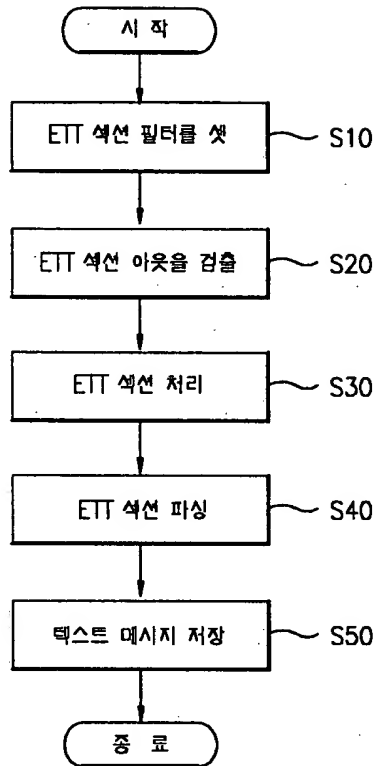 시 작
ETT 섹션 필터를 셋
S10
ETT 섹션 아웃을 검출
S20
ETT 섹션 처리
S30
ETT 섹션 파싱
S40
텍스트 메시지 저장
S50
종 료